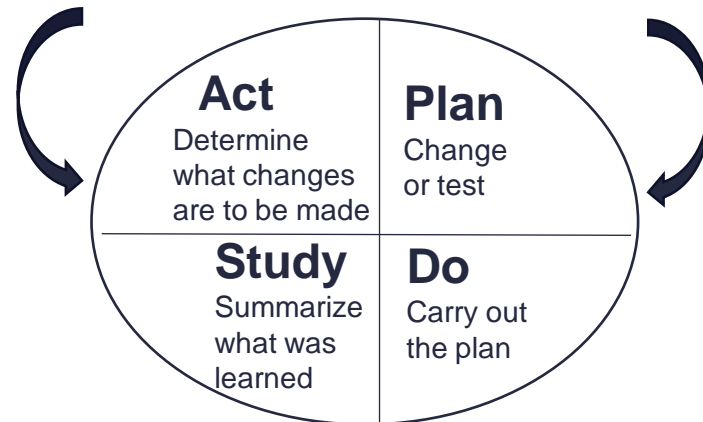 Act
Determine
what changes
are to be made
Plan
Change
or test
Study
Summarize
what was
learned
Do
Carry out
the plan